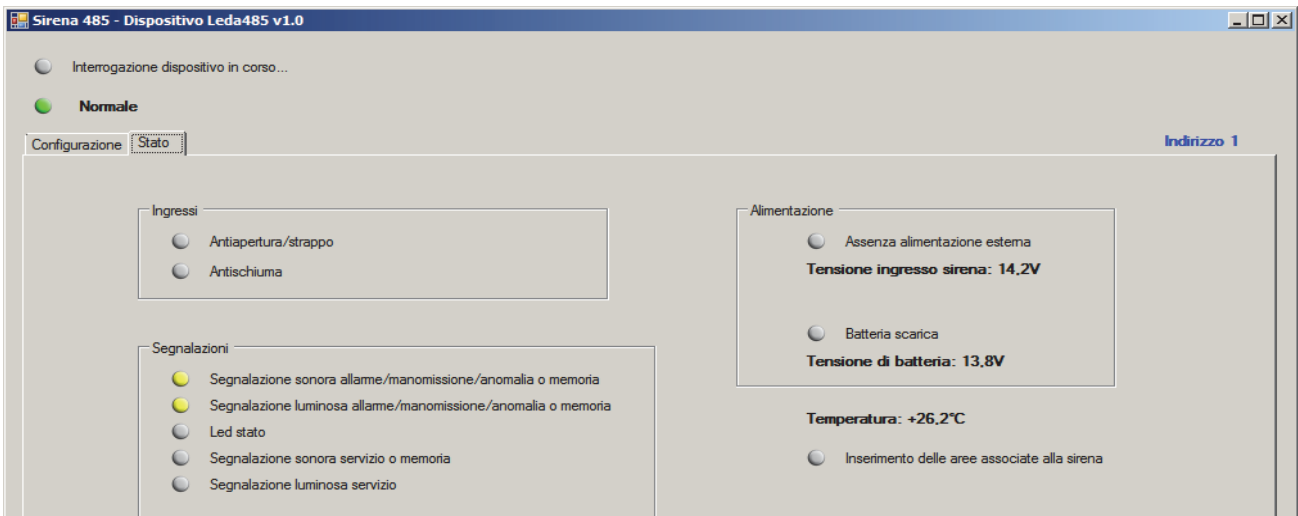 Sirena 485 - Dispositivo Leda485 v1.0
Interrogazione dispositivo in corso...
Normale
Configurazione
Stato
Indirizzo 1
Ingressi
Antiapertura/strappo
Antischiuma
Segnalazioni
Segnalazione sonora allarme/manomissione/anomalia o memoria
Segnalazione luminosa allarme/manomissione/anomalia o memoria
Led stato
Segnalazione sonora servizio o memoria
Segnalazione luminosa servizio
Alimentazione
Assenza alimentazione esterna
Tensione ingresso sirena: 14,2V
Batteria scarica
Tensione di batteria: 13,8V
Temperatura: +26,2°C
Inserimento delle aree associate alla sirena